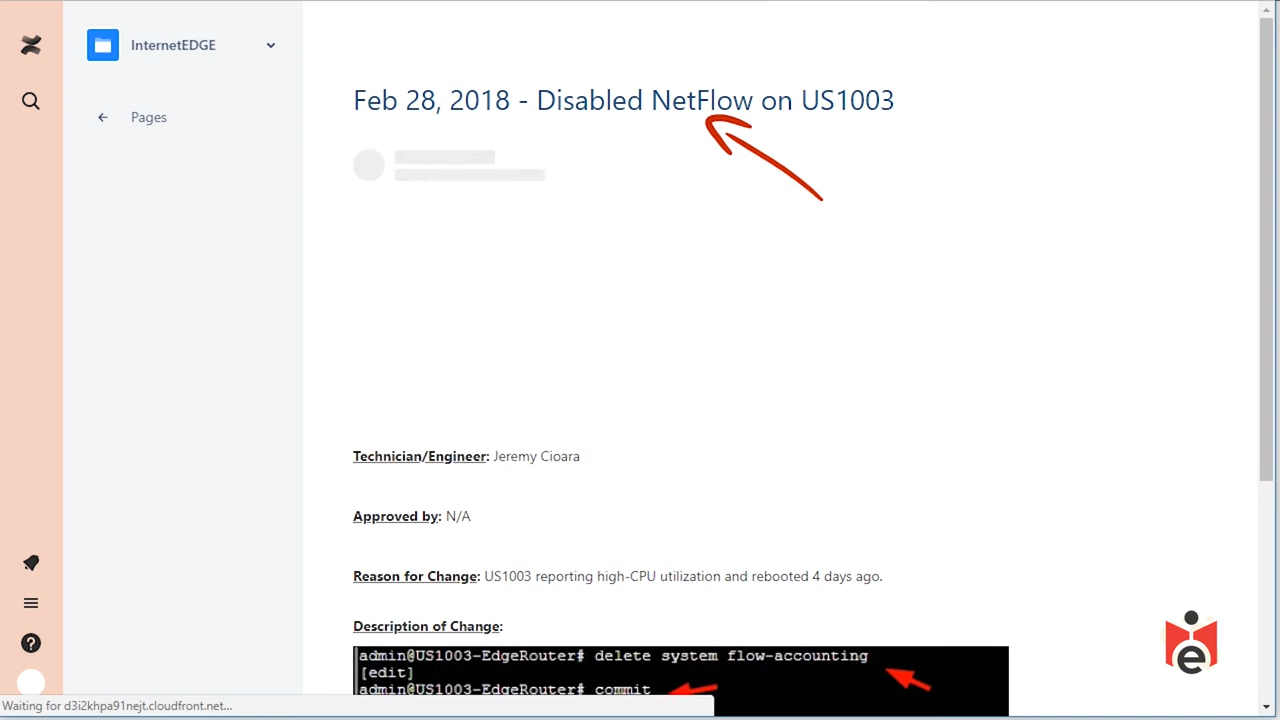 InternetEDGE
Pages
Feb 28, 2018 - Disabled NetFlow on US1003
Technician/Engineer: Jeremy Cioara
Approved by: N/A
Reason for Change: US1003 reporting high-CPU utilization and rebooted 4 days ago.
Description of Change:
admin@US1003-EdgeRouter# delete system flow-accounting
[edit]
admin@US1003-EdgeRouter# commit
Waiting for d3i2khpa91nejt.cloudfront.net...
e